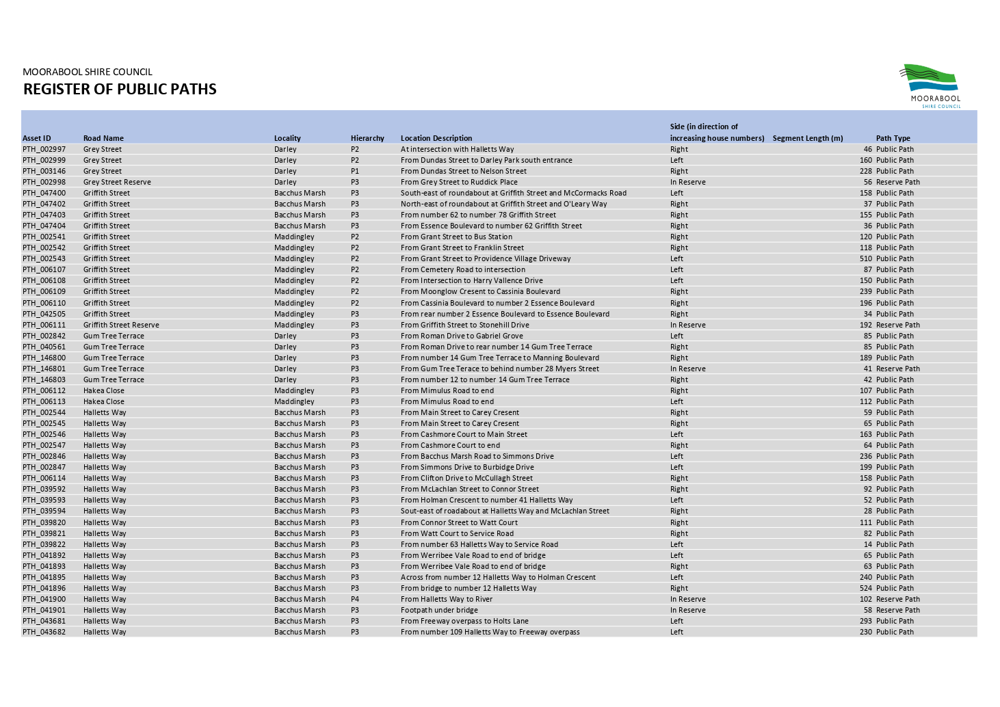 MOORABOOL SHIRE COUNCIL
REGISTER OF PUBLIC PATHS
MOORABOOL
SHIRE COUNCIL
Asset ID Road Name Locality Hierarchy Location Description Side (in direction of increasing house numbers) Segment Length (m) Path Type
PTH_002997 Grey Street Darley P2 At intersection with Halletts Way Right 46 Public Path
PTH_002999 Grey Street Darley P2 From Dundas Street to Darley Park south entrance Left 160 Public Path
PTH_003146 Grey Street Darley P1 From Dundas Street to Nelson Street Right 228 Public Path
PTH_002998 Grey Street Reserve Darley P3 From Grey Street to Ruddick Place In Reserve 56 Reserve Path
PTH_047400 Griffith Street Bacchus Marsh P3 South-east of roundabout at Griffith Street and McCormacks Road Left 158 Public Path
PTH_047402 Griffith Street Bacchus Marsh P3 North-east of roundabout at Griffith Street and O'Leary Way Right 37 Public Path
PTH_047403 Griffith Street Bacchus Marsh P3 From number 62 to number 78 Griffith Street Right 155 Public Path
PTH_047404 Griffith Street Bacchus Marsh P3 From Essence Boulevard to number 62 Griffith Street Right 36 Public Path
PTH_002541 Griffith Street Maddingley P2 From Grant Street to Bus Station Right 120 Public Path
PTH_002542 Griffith Street Maddingley P2 From Grant Street to Franklin Street Right 118 Public Path
PTH_002543 Griffith Street Maddingley P2 From Grant Street to Providence Village Driveway Left 510 Public Path
PTH_006107 Griffith Street Maddingley P2 From Cemetery Road to intersection Left 87 Public Path
PTH_006108 Griffith Street Maddingley P2 From Intersection to Harry Vallence Drive Left 150 Public Path
PTH_006109 Griffith Street Maddingley P2 From Moonglow Cresent to Cassinia Boulevard Right 239 Public Path
PTH_006110 Griffith Street Maddingley P2 From Cassinia Boulevard to number 2 Essence Boulevard Right 196 Public Path
PTH_042505 Griffith Street Maddingley P3 From rear number 2 Essence Boulevard to Essence Boulevard Right 34 Public Path
PTH_006111 Griffith Street Reserve Maddingley P3 From Griffith Street to Stonehill Drive In Reserve 192 Reserve Path
PTH_002842 Gum Tree Terrace Darley P3 From Roman Drive to Gabriel Grove Left 85 Public Path
PTH_040561 Gum Tree Terrace Darley P3 From Roman Drive to rear number 14 Gum Tree Terrace Right 85 Public Path
PTH_146800 Gum Tree Terrace Darley P3 From number 14 Gum Tree Terrace to Manning Boulevard Right 189 Public Path
PTH_146801 Gum Tree Terrace Darley P3 From Gum Tree Terace to behind number 28 Myers Street In Reserve 41 Reserve Path
PTH_146803 Gum Tree Terrace Darley P3 From number 12 to number 14 Gum Tree Terrace Right 42 Public Path
PTH_006112 Hakea Close Maddingley P3 From Mimulus Road to end Right 107 Public Path
PTH_006113 Hakea Close Maddingley P3 From Mimulus Road to end Left 112 Public Path
PTH_002544 Halletts Way Bacchus Marsh P3 From Main Street to Carey Cresent Right 59 Public Path
PTH_002545 Halletts Way Bacchus Marsh P3 From Main Street to Carey Cresent Right 65 Public Path
PTH_002546 Halletts Way Bacchus Marsh P3 From Cashmore Court to Main Street Left 163 Public Path
PTH_002547 Halletts Way Bacchus Marsh P3 From Cashmore Court to end Right 64 Public Path
PTH_002846 Halletts Way Bacchus Marsh P3 From Bacchus Marsh Road to Simmons Drive Left 236 Public Path
PTH_002847 Halletts Way Bacchus Marsh P3 From Simmons Drive to Burbidge Drive Left 199 Public Path
PTH_006114 Halletts Way Bacchus Marsh P3 From Clifton Drive to McCullagh Street Right 158 Public Path
PTH_039592 Halletts Way Bacchus Marsh P3 From McLachlan Street to Connor Street Right 92 Public Path
PTH_039593 Halletts Way Bacchus Marsh P3 From Holman Crescent to number 41 Halletts Way Left 52 Public Path
PTH_039594 Halletts Way Bacchus Marsh P3 Sout-east of roadabout at Halletts Way and McLachlan Street Right 28 Public Path
PTH_039820 Halletts Way Bacchus Marsh P3 From Connor Street to Watt Court Right 111 Public Path
PTH_039821 Halletts Way Bacchus Marsh P3 From Watt Court to Service Road Right 82 Public Path
PTH_039822 Halletts Way Bacchus Marsh P3 From number 63 Halletts Way to Service Road Left 14 Public Path
PTH_041892 Halletts Way Bacchus Marsh P3 From Werribee Vale Road to end of bridge Left 65 Public Path
PTH_041893 Halletts Way Bacchus Marsh P3 From Werribee Vale Road to end of bridge Right 63 Public Path
PTH_041895 Halletts Way Bacchus Marsh P3 Across from number 12 Halletts Way to Holman Crescent Left 240 Public Path
PTH_041896 Halletts Way Bacchus Marsh P3 From bridge to number 12 Halletts Way Right 524 Public Path
PTH_041900 Halletts Way Bacchus Marsh P4 From Halletts Way to River In Reserve 102 Reserve Path
PTH_041901 Halletts Way Bacchus Marsh P3 Footpath under bridge In Reserve 58 Reserve Path
PTH_043681 Halletts Way Bacchus Marsh P3 From Freeway overpass to Holts Lane Left 293 Public Path
PTH_043682 Halletts Way Bacchus Marsh P3 From number 109 Halletts Way to Freeway overpass Left 230 Public Path